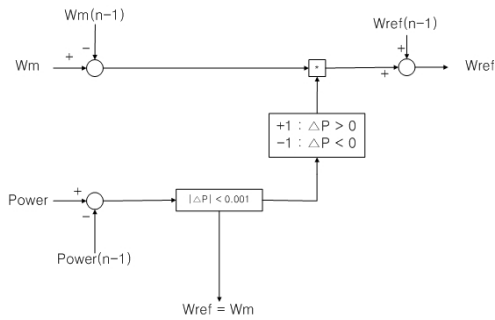 Wm(n-1)
Wref(n-1)
−
+
+
Wm
*
+
Wref
+1 : △P > 0
-1 : △P < 0
+
Power
|△P| < 0.001
−
Power(n-1)
Wref = Wm